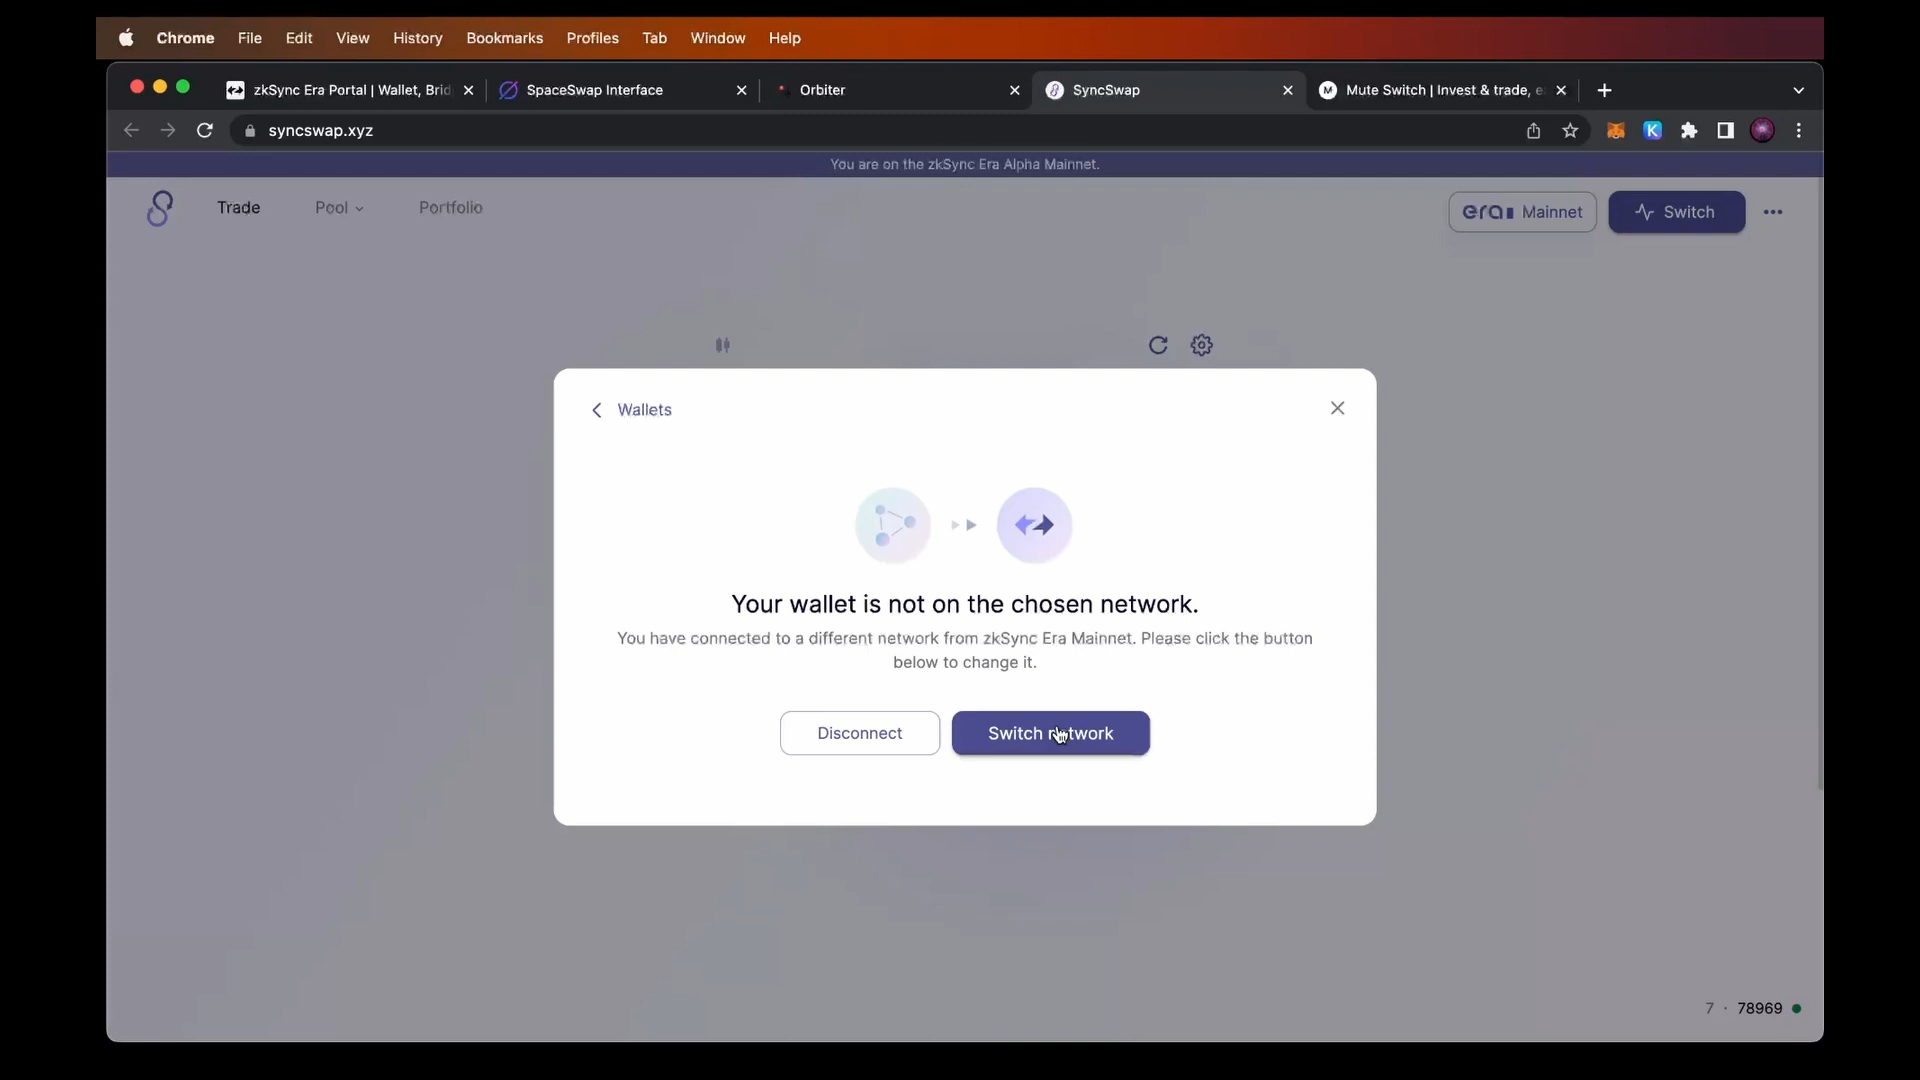 Chrome File Edit View History Bookmarks Profiles Tab Window Help
zkSync Era Portal | Wallet, Brid SpaceSwap Interface Orbiter SyncSwap Mute Switch | Invest & trade, e
syncswap.xyz
You are on the zkSync Era Alpha Mainnet.
Trade Pool Portfolio era Mainnet Switch
Wallets
Your wallet is not on the chosen network.
You have connected to a different network from zkSync Era Mainnet. Please click the button
below to change it.
Disconnect Switch network
7 · 78969